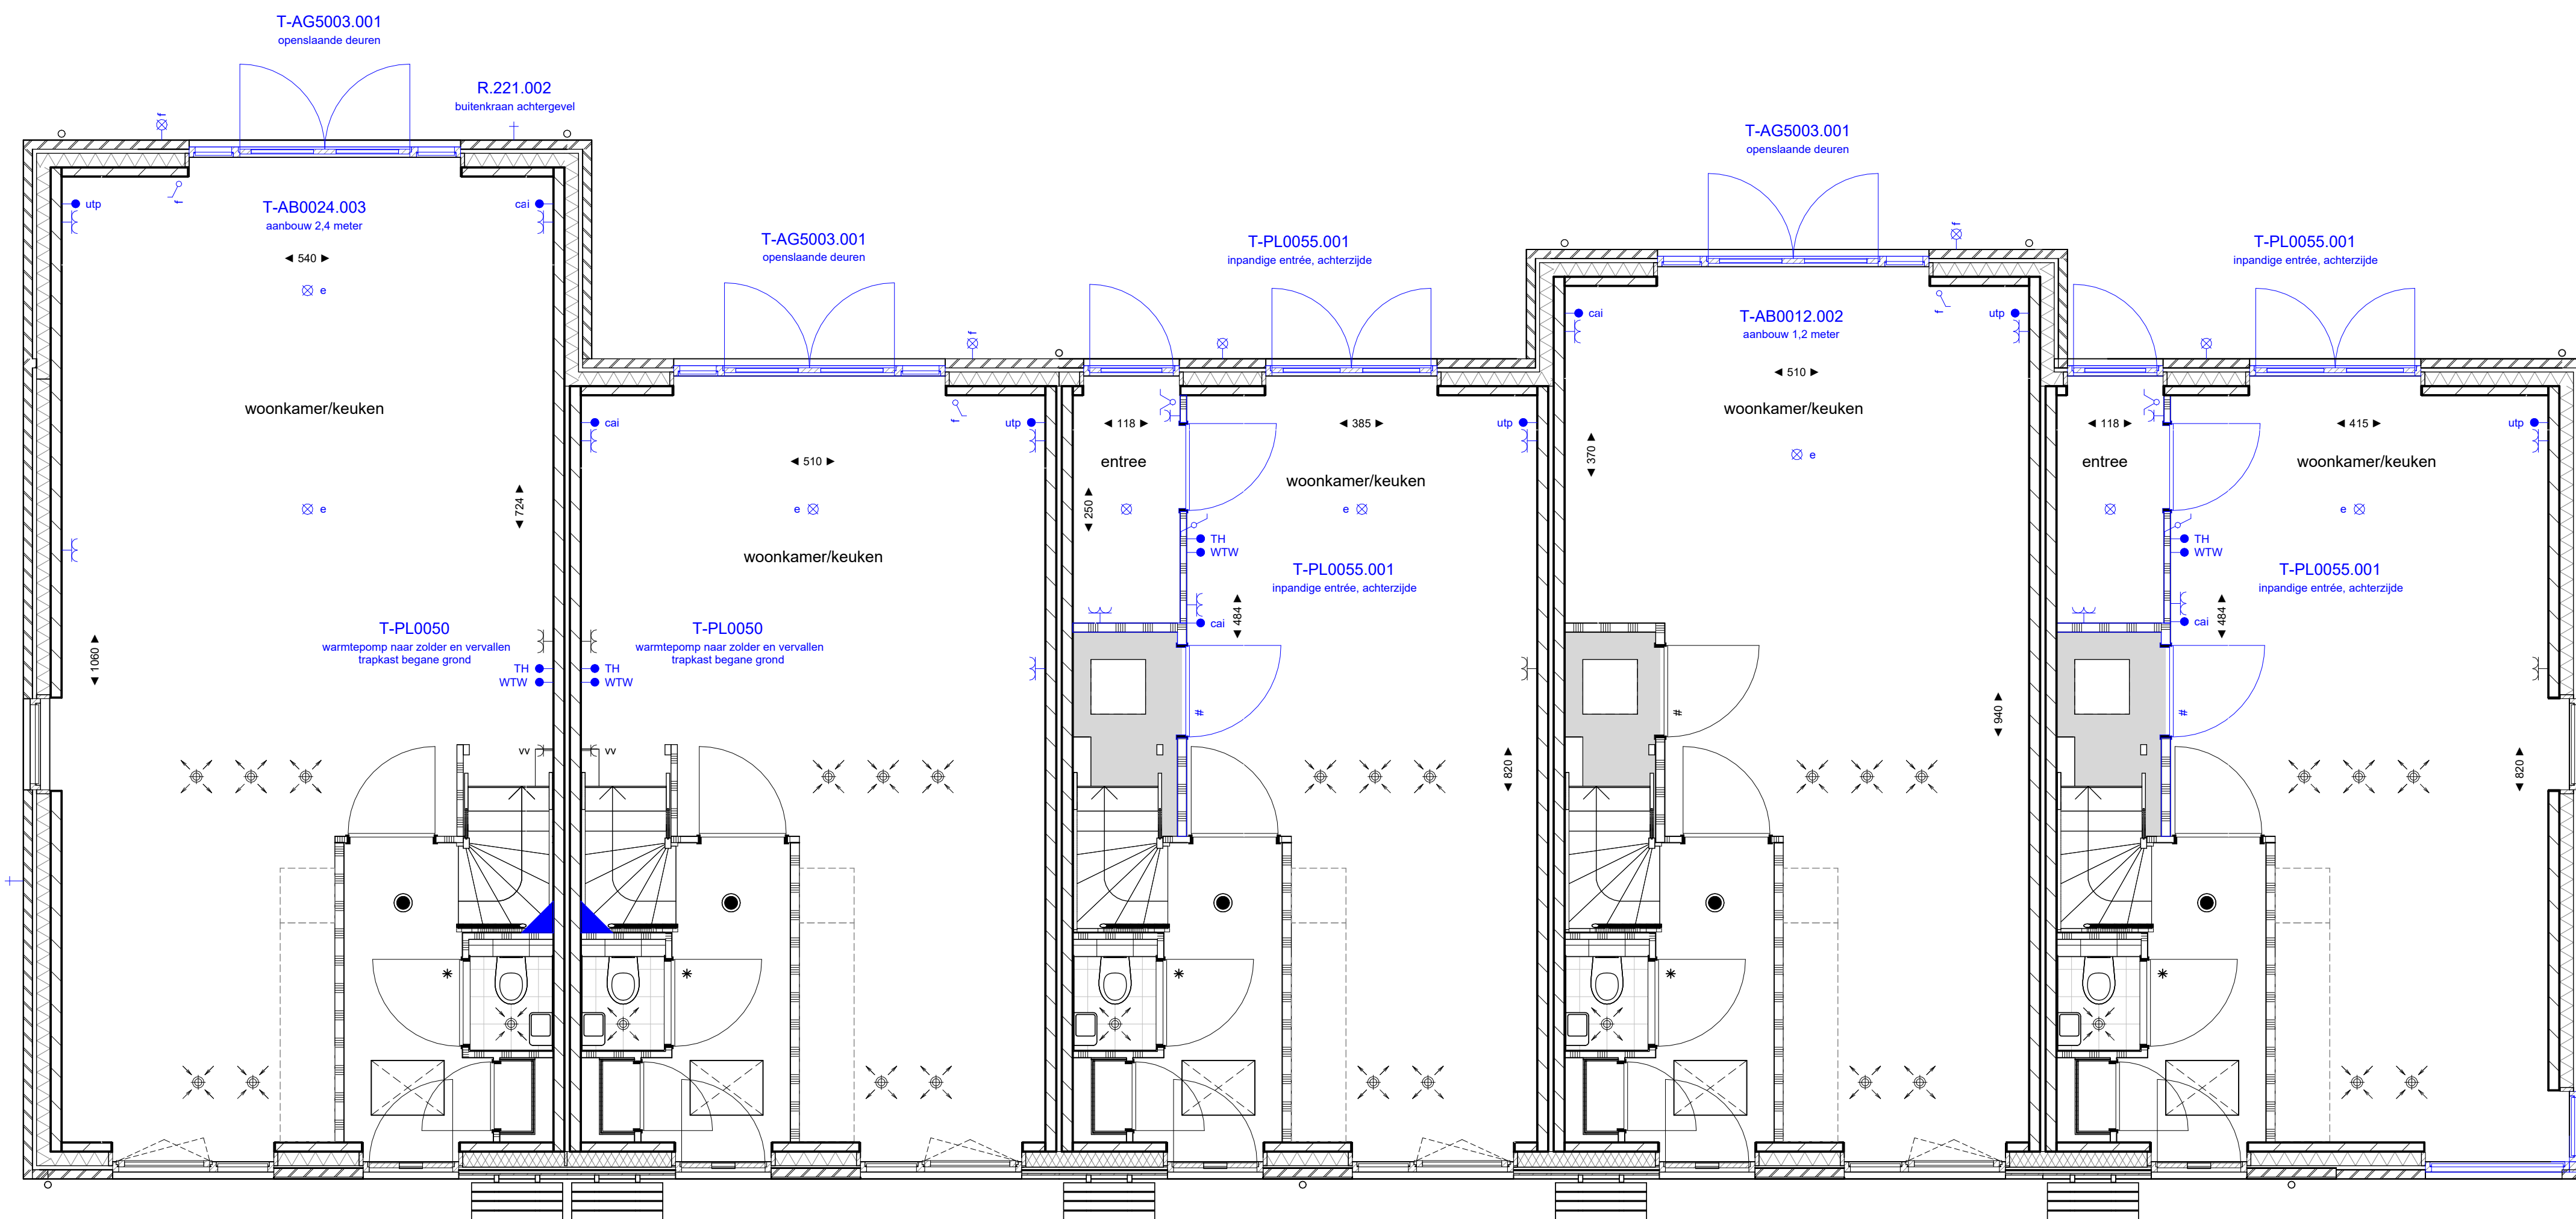 T-AG5003.001
openslaande deuren
R.221.002
buitenkraan achtergevel
f
f
utp
cai
T-AB0024.003
aanbouw 2,4 meter
◄ 540 ►
e
woonkamer/keuken
e
◄ 724 ►
◄ 1060 ►
T-PL0050
warmtepomp naar zolder en vervallen
trapkast begane grond
TH
WTW
vv
T-AG5003.001
openslaande deuren
f
f
cai
utp
◄ 510 ►
e
woonkamer/keuken
T-PL0050
warmtepomp naar zolder en vervallen
trapkast begane grond
TH
WTW
vv
T-PL0055.001
inpandige entrée, achterzijde
◄ 118 ►
entree
◄ 250 ►
◄ 385 ►
utp
woonkamer/keuken
e
TH
WTW
T-PL0055.001
inpandige entrée, achterzijde
◄ 484 ►
cai
#
◄ 820 ►
T-AG5003.001
openslaande deuren
f
f
cai
utp
T-AB0012.002
aanbouw 1,2 meter
◄ 510 ►
woonkamer/keuken
◄ 370 ►
e
#
◄ 940 ►
T-PL0055.001
inpandige entrée, achterzijde
◄ 118 ►
entree
◄ 415 ►
utp
woonkamer/keuken
e
TH
WTW
T-PL0055.001
inpandige entrée, achterzijde
◄ 484 ►
cai
#
◄ 820 ►